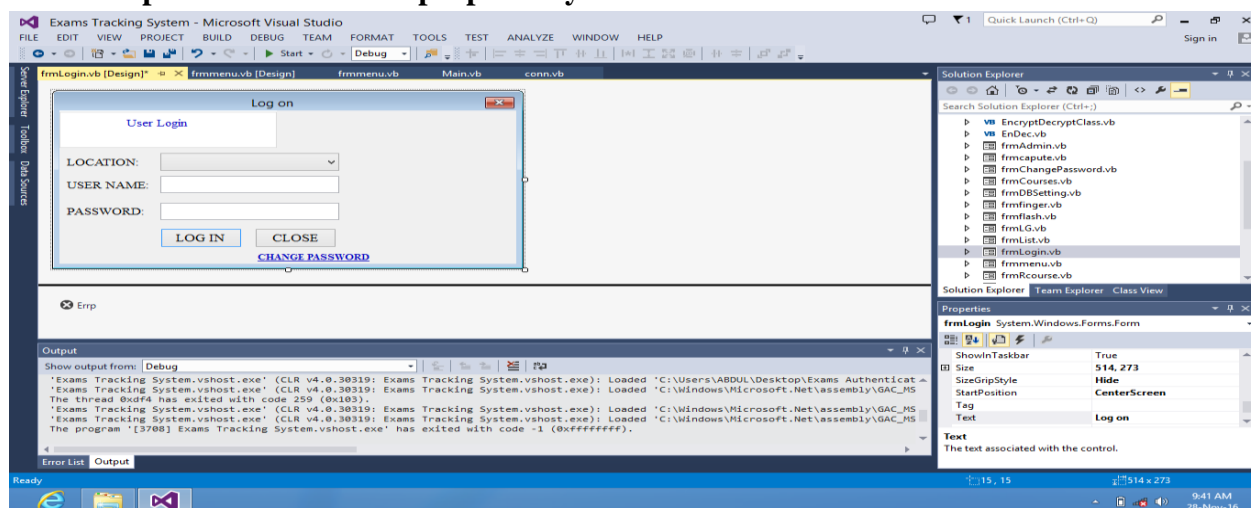 Exams Tracking System - Microsoft Visual Studio
1
Quick Launch (Ctrl+Q)
FILE EDIT VIEW PROJECT BUILD DEBUG TEAM FORMAT TOOLS TEST ANALYZE WINDOW HELP
Sign in
Start Debug
Server Explorer Toolbox Data Sources
frmLogin.vb [Design]* frmmenu.vb [Design] frmmenu.vb Main.vb conn.vb
Log on
User Login
LOCATION:
USER NAME:
PASSWORD:
LOG IN CLOSE
CHANGE PASSWORD
Errp
Output
Show output from: Debug
'Exams Tracking System.vshost.exe' (CLR v4.0.30319: Exams Tracking System.vshost.exe): Loaded 'C:\Users\ABDUL\Desktop\Exams Authenticat
'Exams Tracking System.vshost.exe' (CLR v4.0.30319: Exams Tracking System.vshost.exe): Loaded 'C:\Windows\Microsoft.Net\assembly\GAC_MS
The thread 0xdf4 has exited with code 259 (0x103).
'Exams Tracking System.vshost.exe' (CLR v4.0.30319: Exams Tracking System.vshost.exe): Loaded 'C:\Windows\Microsoft.Net\assembly\GAC_MS
'Exams Tracking System.vshost.exe' (CLR v4.0.30319: Exams Tracking System.vshost.exe): Loaded 'C:\Windows\Microsoft.Net\assembly\GAC_MS
The program '[3708] Exams Tracking System.vshost.exe' has exited with code -1 (0xffffffff).
Error List Output
Solution Explorer
Search Solution Explorer (Ctrl+;)
EncryptDecryptClass.vb
EnDec.vb
frmAdmin.vb
frmcapute.vb
frmChangePassword.vb
frmCourses.vb
frmDBSetting.vb
frmfinger.vb
frmflash.vb
frmLG.vb
frmList.vb
frmLogin.vb
frmmenu.vb
frmRcourse.vb
Solution Explorer Team Explorer Class View
Properties
frmLogin System.Windows.Forms.Form
ShowInTaskbar True
Size 514, 273
SizeGripStyle Hide
StartPosition CenterScreen
Tag
Text Log on
Text
The text associated with the control.
Ready
15 , 15
514 x 273
9:41 AM
28-Nov-16